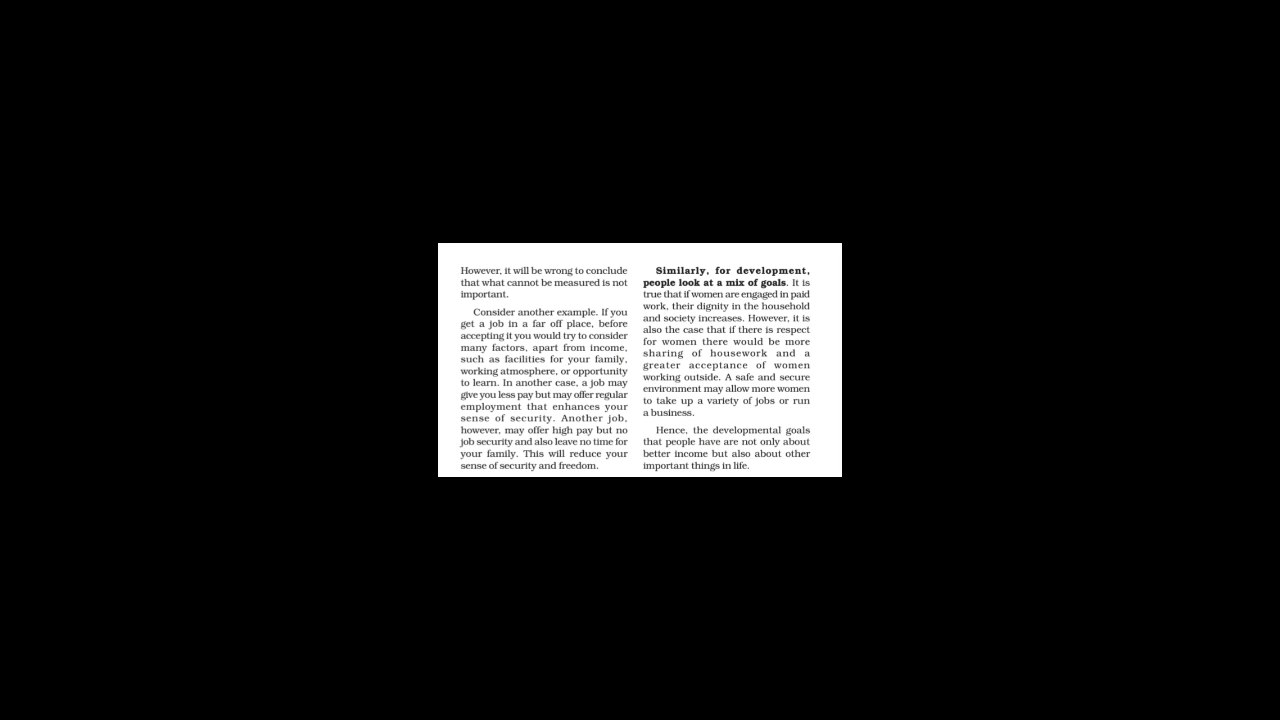 However, it will be wrong to conclude
that what cannot be measured is not
important.
Consider another example. If you
get a job in a far off place, before
accepting it you would try to consider
many factors, apart from income,
such as facilities for your family,
working atmosphere, or opportunity
to learn. In another case, a job may
give you less pay but may offer regular
employment that enhances your
sense of security. Another job,
however, may offer high pay but no
job security and also leave no time for
your family. This will reduce your
sense of security and freedom.
Similarly, for development,
people look at a mix of goals. It is
true that if women are engaged in paid
work, their dignity in the household
and society increases. However, it is
also the case that if there is respect
for women there would be more
sharing of housework and a
greater acceptance of women
working outside. A safe and secure
environment may allow more women
to take up a variety of jobs or run
a business.
Hence, the developmental goals
that people have are not only about
better income but also about other
important things in life.